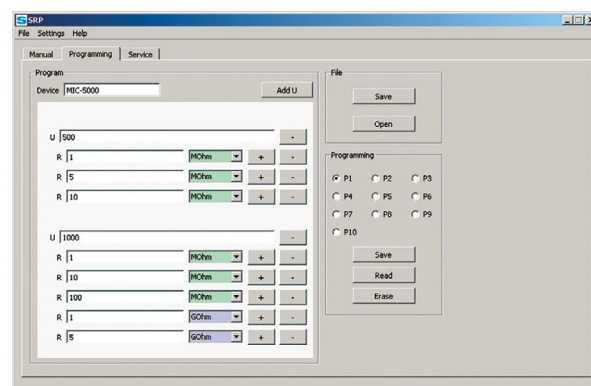 SRP
File Settings Help
Manual Programming Service
Program
Device MIC-5000 Add U
U 500 -
R 1 MOhm + -
R 5 MOhm + -
R 10 MOhm + -
U 1000 -
R 1 MOhm + -
R 10 MOhm + -
R 100 MOhm + -
R 1 GOhm + -
R 5 GOhm + -
File
Save
Open
Programming
P1 P2 P3
P4 P5 P6
P7 P8 P9
P10
Save
Read
Erase